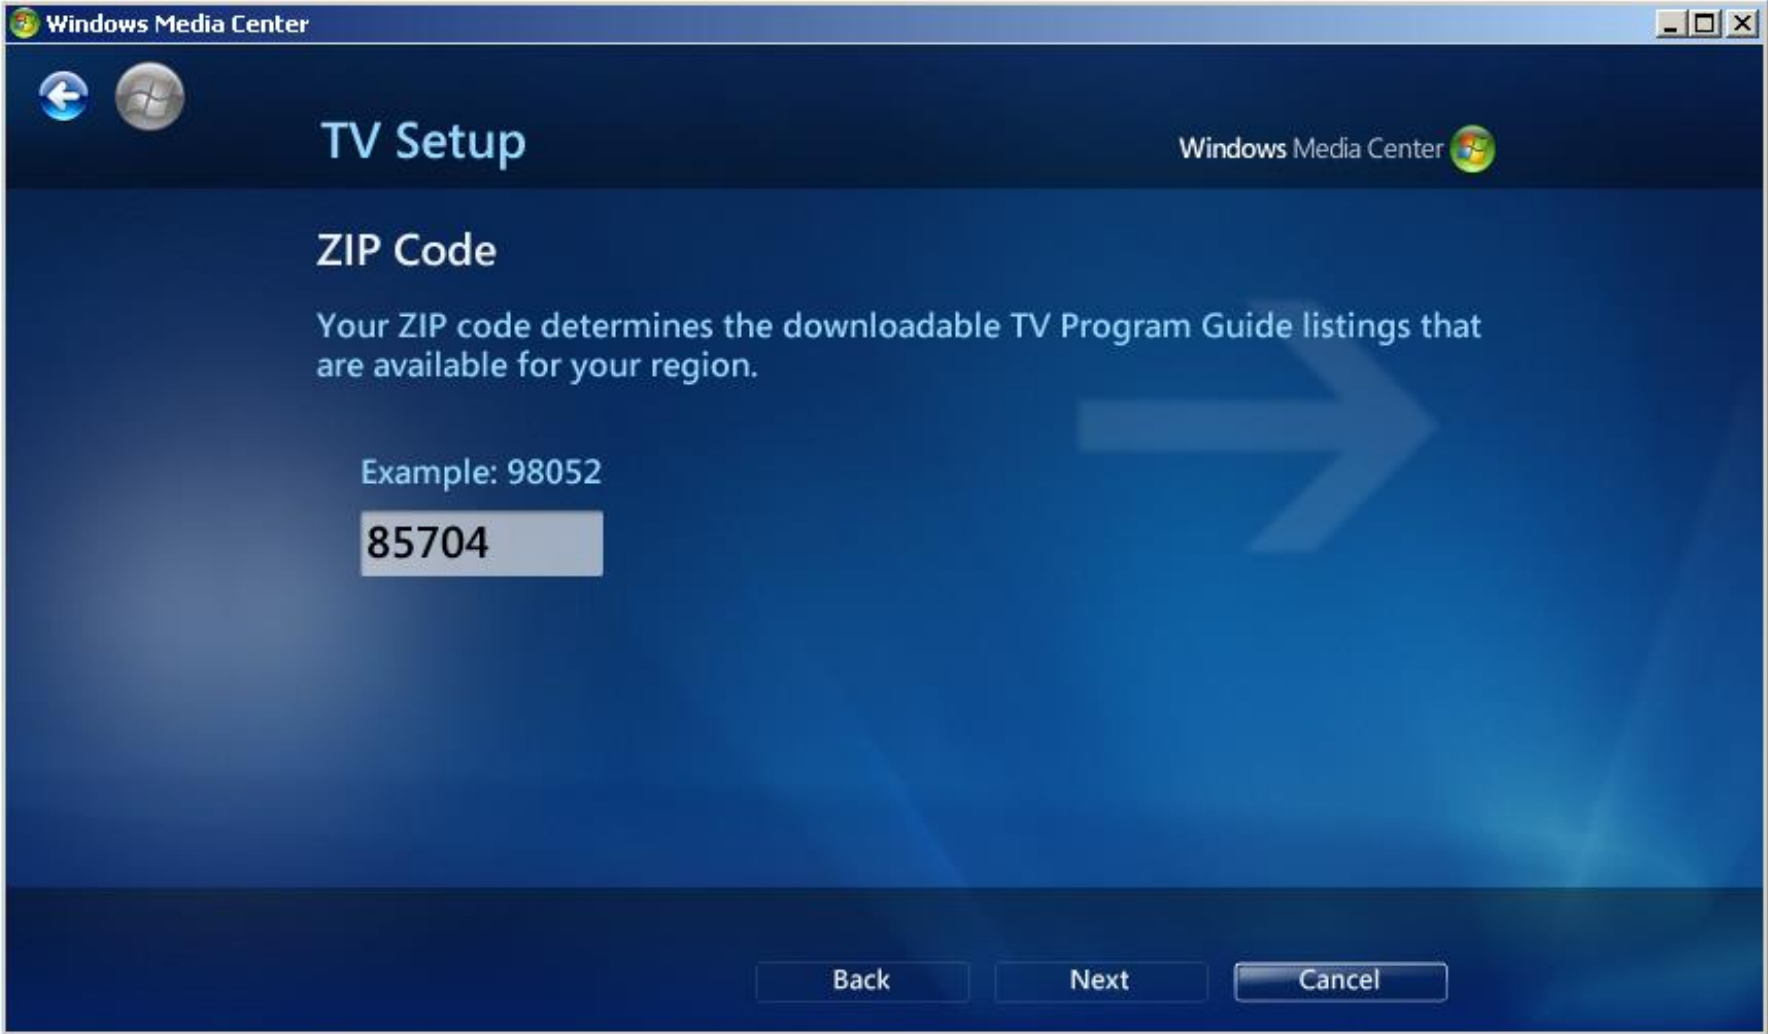 Windows Media Center
TV Setup
Windows Media Center
ZIP Code
Your ZIP code determines the downloadable TV Program Guide listings that
are available for your region.
Example: 98052
85704
Back Next Cancel